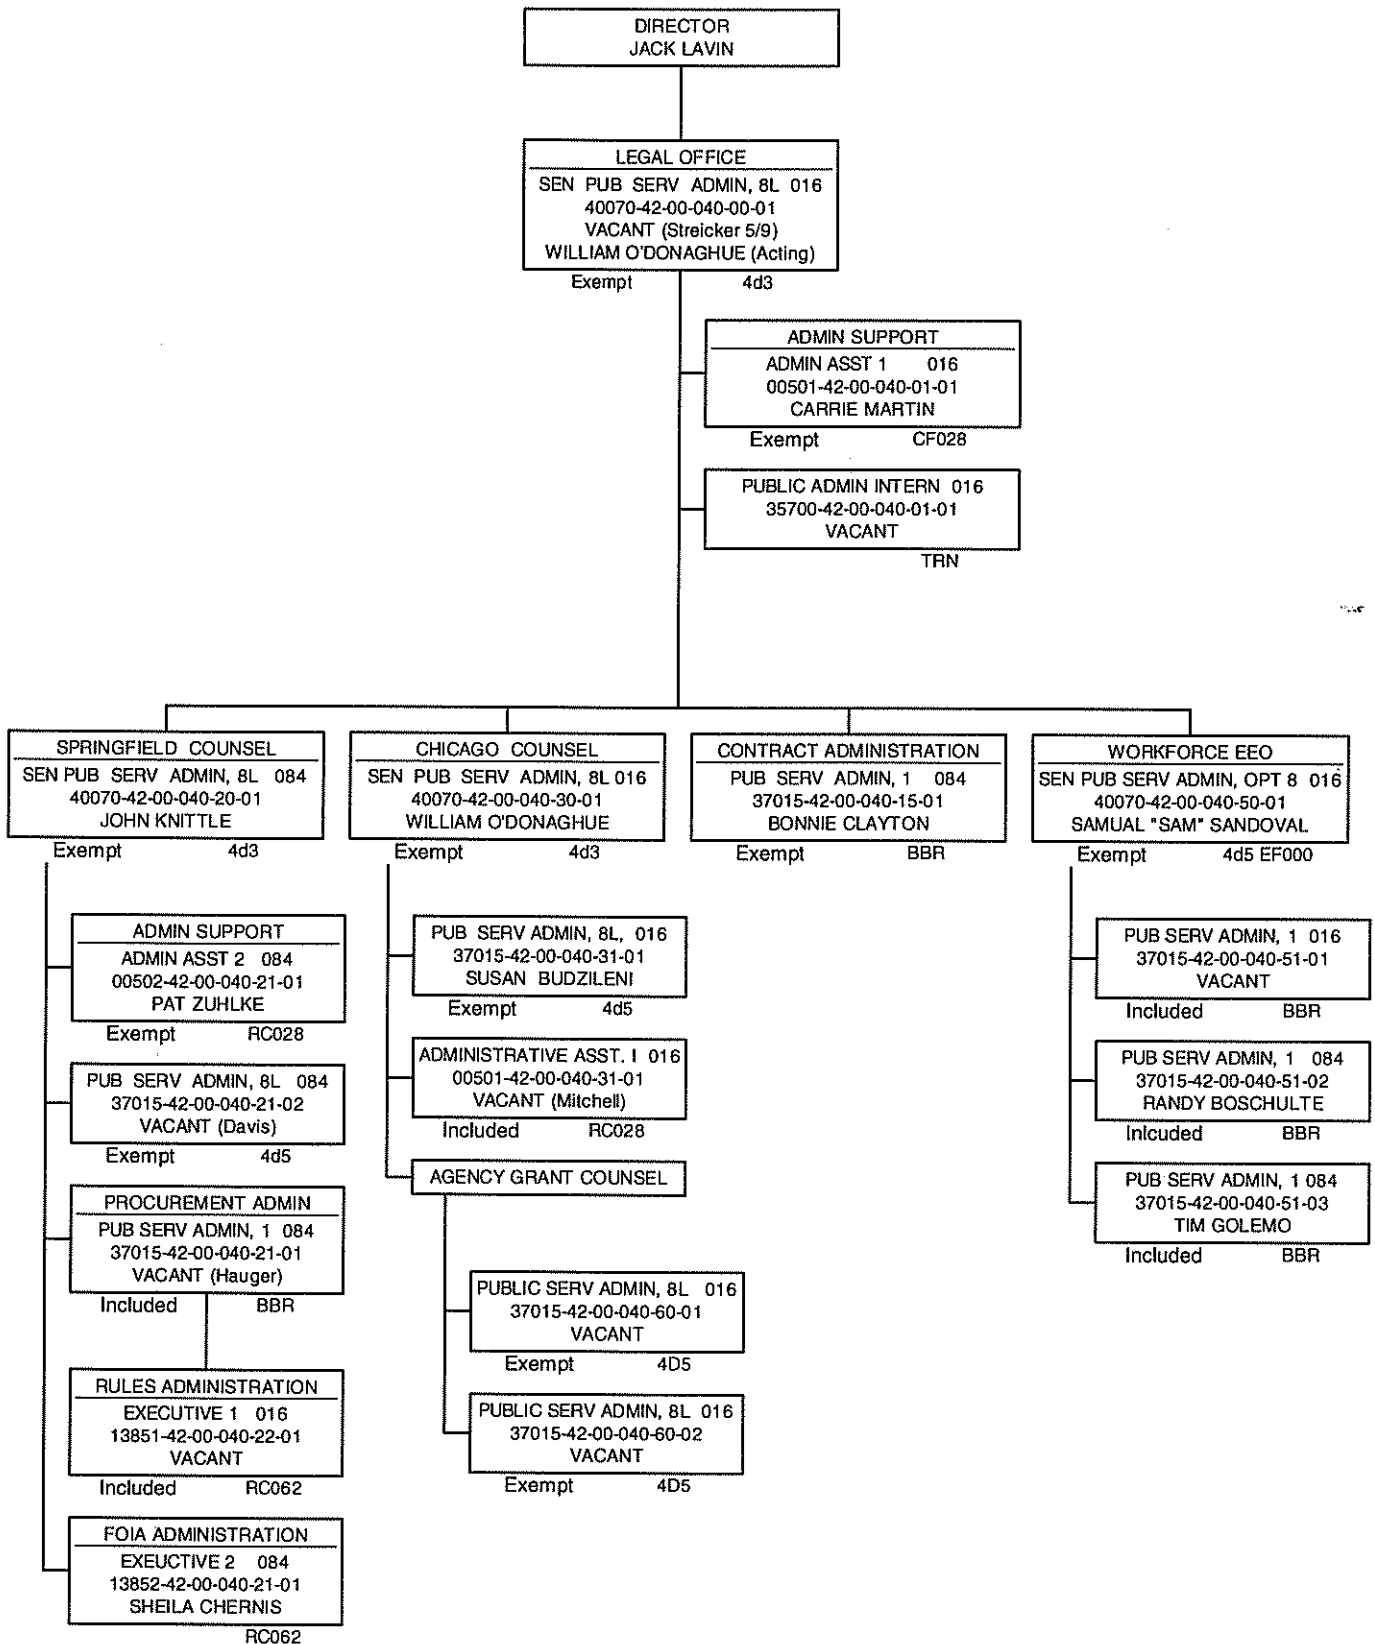 DIRECTOR
JACK LAVIN
LEGAL OFFICE
SEN PUB SERV ADMIN, 8L 016
40070-42-00-040-00-01
VACANT (Streicker 5/9)
WILLIAM O'DONAGHUE (Acting)
Exempt 4d3
ADMIN SUPPORT
ADMIN ASST 1 016
00501-42-00-040-01-01
CARRIE MARTIN
Exempt CF028
PUBLIC ADMIN INTERN 016
35700-42-00-040-01-01
VACANT
TRN
SPRINGFIELD COUNSEL
SEN PUB SERV ADMIN, 8L 084
40070-42-00-040-20-01
JOHN KNITTLE
Exempt 4d3
ADMIN SUPPORT
ADMIN ASST 2 084
00502-42-00-040-21-01
PAT ZUHLKE
Exempt RC028
PUB SERV ADMIN, 8L 084
37015-42-00-040-21-02
VACANT (Davis)
Exempt 4d5
PROCUREMENT ADMIN
PUB SERV ADMIN, 1 084
37015-42-00-040-21-01
VACANT (Hauger)
Included BBR
RULES ADMINISTRATION
EXECUTIVE 1 016
13851-42-00-040-22-01
VACANT
Included RC062
FOIA ADMINISTRATION
EXEUCTIVE 2 084
13852-42-00-040-21-01
SHEILA CHERNIS
RC062
CHICAGO COUNSEL
SEN PUB SERV ADMIN, 8L 016
40070-42-00-040-30-01
WILLIAM O'DONAGHUE
Exempt 4d3
PUB SERV ADMIN, 8L, 016
37015-42-00-040-31-01
SUSAN BUDZILENI
Exempt 4d5
ADMINISTRATIVE ASST. I 016
00501-42-00-040-31-01
VACANT (Mitchell)
Included RC028
AGENCY GRANT COUNSEL
PUBLIC SERV ADMIN, 8L 016
37015-42-00-040-60-01
VACANT
Exempt 4D5
PUBLIC SERV ADMIN, 8L 016
37015-42-00-040-60-02
VACANT
Exempt 4D5
CONTRACT ADMINISTRATION
PUB SERV ADMIN, 1 084
37015-42-00-040-15-01
BONNIE CLAYTON
Exempt BBR
WORKFORCE EEO
SEN PUB SERV ADMIN, OPT 8 016
40070-42-00-040-50-01
SAMUAL "SAM" SANDOVAL
Exempt 4d5 EF000
PUB SERV ADMIN, 1 016
37015-42-00-040-51-01
VACANT
Included BBR
PUB SERV ADMIN, 1 084
37015-42-00-040-51-02
RANDY BOSCHULTE
Inlcuded BBR
PUB SERV ADMIN, 1 084
37015-42-00-040-51-03
TIM GOLEMO
Included BBR